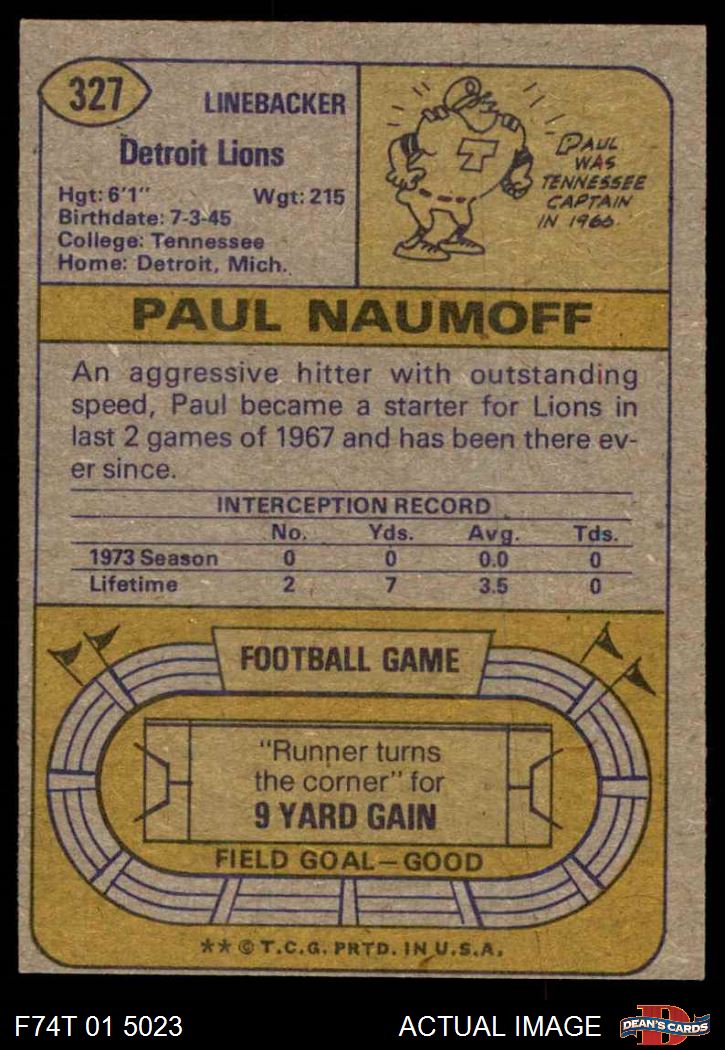 327
LINEBACKER
Detroit Lions
Hgt: 6'1" Wgt: 215
Birthdate: 7-3-45
College: Tennessee
Home: Detroit, Mich.
T
PAUL
WAS
TENNESSEE
CAPTAIN
IN 1966.
PAUL NAUMOFF
An aggressive hitter with outstanding
speed, Paul became a starter for Lions in
last 2 games of 1967 and has been there ev-
er since.
INTERCEPTION RECORD
No. Yds. Avg. Tds.
1973 Season 0 0 0.0 0
Lifetime 2 7 3.5 0
FOOTBALL GAME
"Runner turns
the corner" for
9 YARD GAIN
FIELD GOAL—GOOD
** © T.C.G. PRTD. IN U.S.A.
F74T 01 5023 ACTUAL IMAGE
D
DEAN'S CARDS